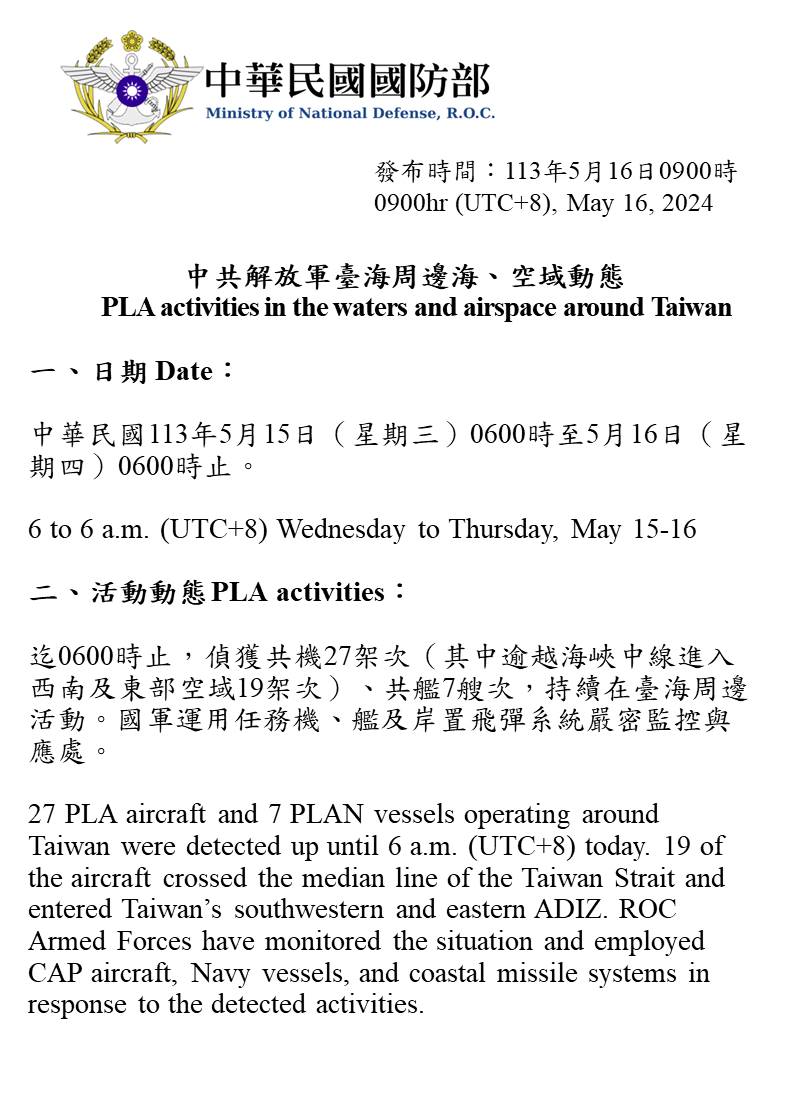 中華民國國防部
Ministry of National Defense, R.O.C.
發布時間：113年5月16日0900時
0900hr (UTC+8), May 16, 2024
中共解放軍臺海周邊海、空域動態
PLA activities in the waters and airspace around Taiwan
一、日期 Date：
中華民國113年5月15日（星期三）0600時至5月16日（星
期四）0600時止。
6 to 6 a.m. (UTC+8) Wednesday to Thursday, May 15-16
二、活動動態 PLA activities：
迄0600時止，偵獲共機27架次（其中逾越海峽中線進入
西南及東部空域19架次）、共艦7艘次，持續在臺海周邊
活動。國軍運用任務機、艦及岸置飛彈系統嚴密監控與
應處。
27 PLA aircraft and 7 PLAN vessels operating around
Taiwan were detected up until 6 a.m. (UTC+8) today. 19 of
the aircraft crossed the median line of the Taiwan Strait and
entered Taiwan’s southwestern and eastern ADIZ. ROC
Armed Forces have monitored the situation and employed
CAP aircraft, Navy vessels, and coastal missile systems in
response to the detected activities.